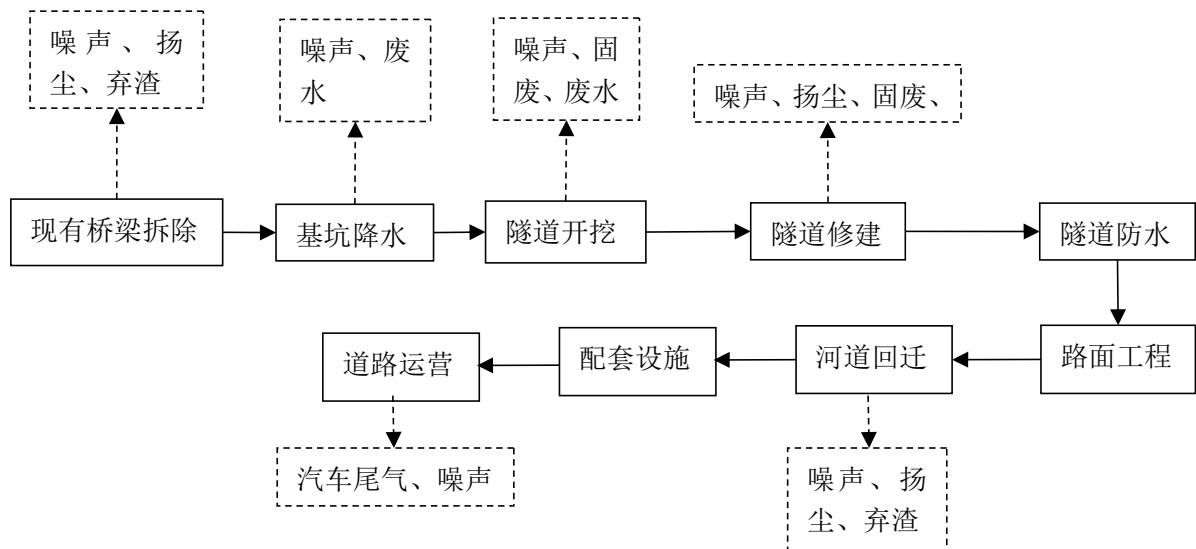 噪声、扬
尘、弃渣
噪声、废
水
噪声、固
废、废水
噪声、扬尘、固废、
现有桥梁拆除
基坑降水
隧道开挖
隧道修建
隧道防水
路面工程
河道回迁
配套设施
道路运营
汽车尾气、噪声
噪声、扬
尘、弃渣